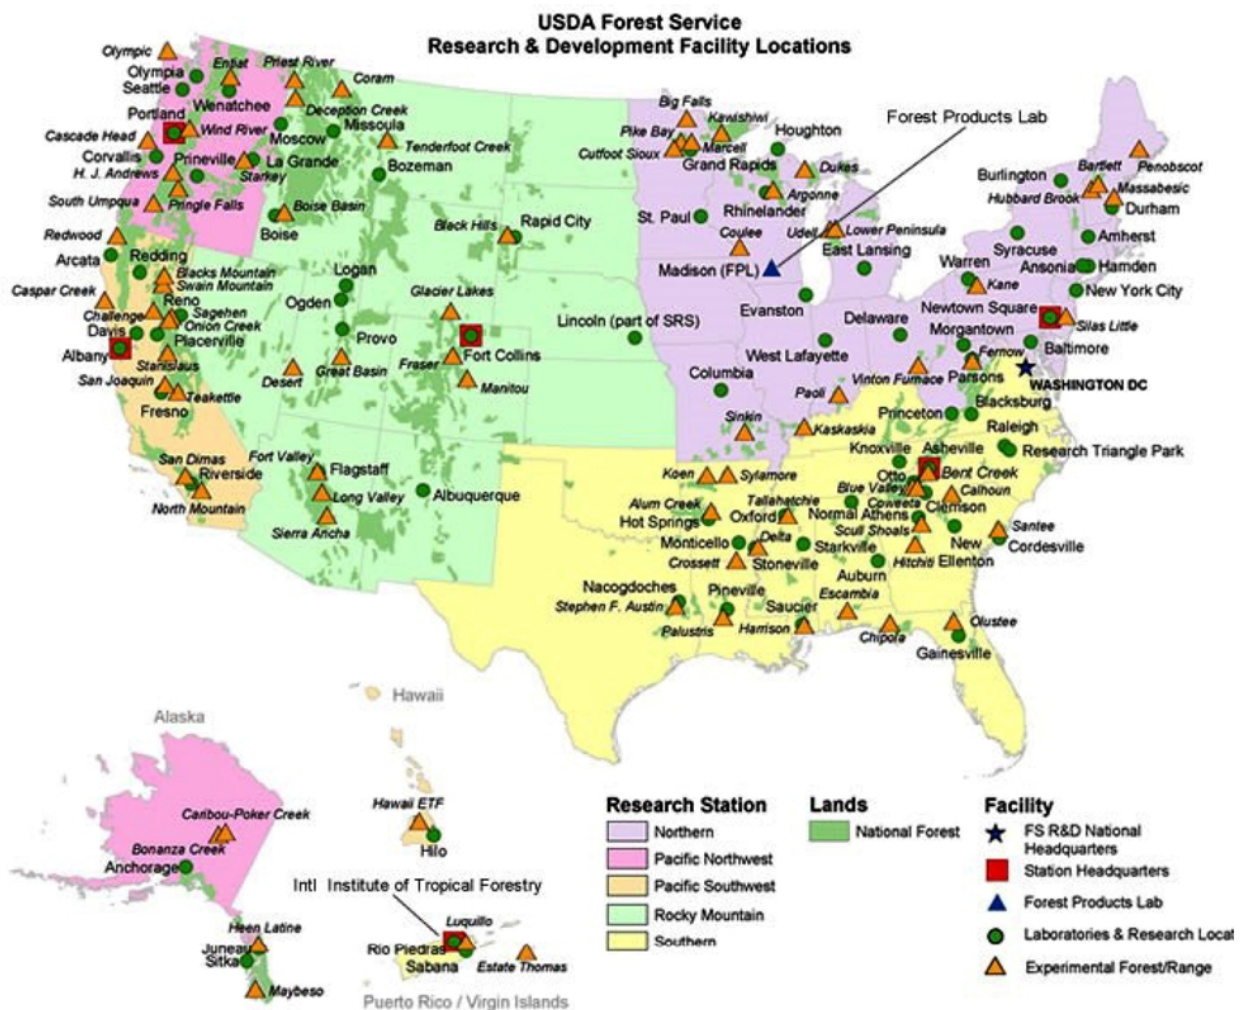 USDA Forest Service
Research & Development Facility Locations
Olympic
Olympia
Seattle
Entiat
Priest River
Coram
Wenatchee
Deception Creek
Portland
Wind River
Moscow
Missoula
Cascade Head
Corvallis
Prineville
La Grande
Starkey
Tenderfoot Creek
Bozeman
H. J. Andrews
South Umpqua
Pringle Falls
Boise Basin
Boise
Black Hills
Rapid City
Redwood
Arcata
Redding
Blacks Mountain
Swain Mountain
Logan
Ogden
Glacier Lakes
Caspar Creek
Reno
Challenge
Sagehen
Onion Creek
Davis
Placerville
Provo
Albany
Stanislaus
Desert
Great Basin
Fraser
Fort Collins
Manitou
San Joaquin
Teakettle
Fresno
San Dimas
Riverside
North Mountain
Fort Valley
Flagstaff
Long Valley
Sierra Ancha
Albuquerque
Lincoln (part of SRS)
Big Falls
Kawishiwi
Pike Bay
Marcell
Cutfoot Sioux
Grand Rapids
Houghton
Forest Products Lab
Dukes
Argonne
Rhinelander
St. Paul
Coulee
Udell
Lower Peninsula
East Lansing
Madison (FPL)
Evanston
Delaware
West Lafayette
Columbia
Sinkin
Paoli
Kaskaskia
Vinton Furnace
Burlington
Bartlett
Penobscot
Hubbard Brook
Massabesic
Durham
Syracuse
Amherst
Warren
Ansonia
Hamden
Kane
New York City
Newtown Square
Silas Little
Morgantown
Fernow
Baltimore
Parsons
WASHINGTON DC
Princeton
Blacksburg
Raleigh
Research Triangle Park
Knoxville
Asheville
Otto
Bent Creek
Blue Valley
Coweeta
Calhoun
Clemson
Koen
Sylamore
Alum Creek
Hot Springs
Tallahatchie
Oxford
Normal
Athens
Scull Shoals
Santee
Cordesville
New
Ellenton
Hitchiti
Monticello
Delta
Starkville
Crossett
Stoneville
Auburn
Escambia
Nacogdoches
Stephen F. Austin
Pineville
Palustris
Saucier
Harrison
Chipola
Olustee
Gainesville
Hawaii
Alaska
Caribou-Poker Creek
Bonanza Creek
Anchorage
Hawaii ETF
Hilo
Intl Institute of Tropical Forestry
Heen Latine
Juneau
Sitka
Maybeso
Luquillo
Rio Piedras
Sabana
Estate Thomas
Puerto Rico / Virgin Islands
Research Station
Northern
Pacific Northwest
Pacific Southwest
Rocky Mountain
Southern
Lands
National Forest
Facility
FS R&D National
Headquarters
Station Headquarters
Forest Products Lab
Laboratories & Research Locat
Experimental Forest/Range